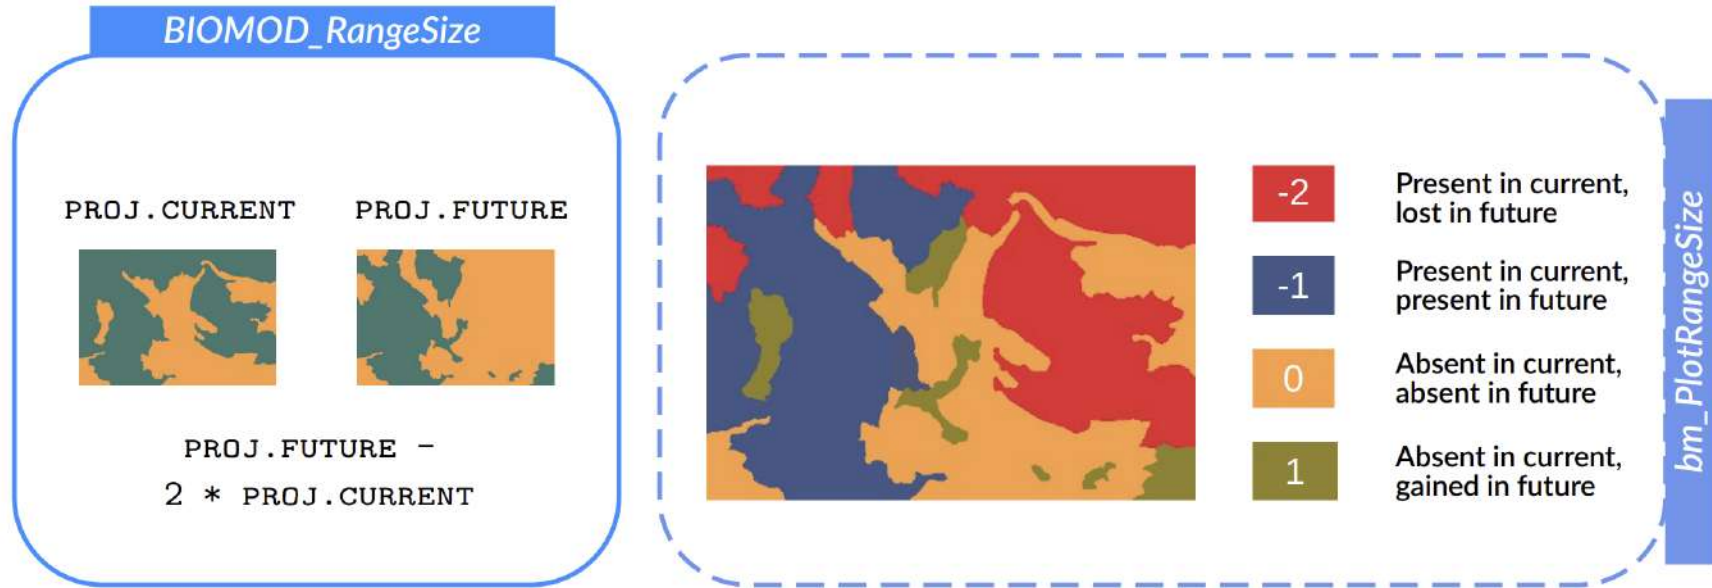 BIOMOD_RangeSize
PROJ.CURRENT
PROJ.FUTURE
PROJ.FUTURE -
2 * PROJ.CURRENT
-2
Present in current,
lost in future
-1
Present in current,
present in future
0
Absent in current,
absent in future
1
Absent in current,
gained in future
bm_PlotRangeSize